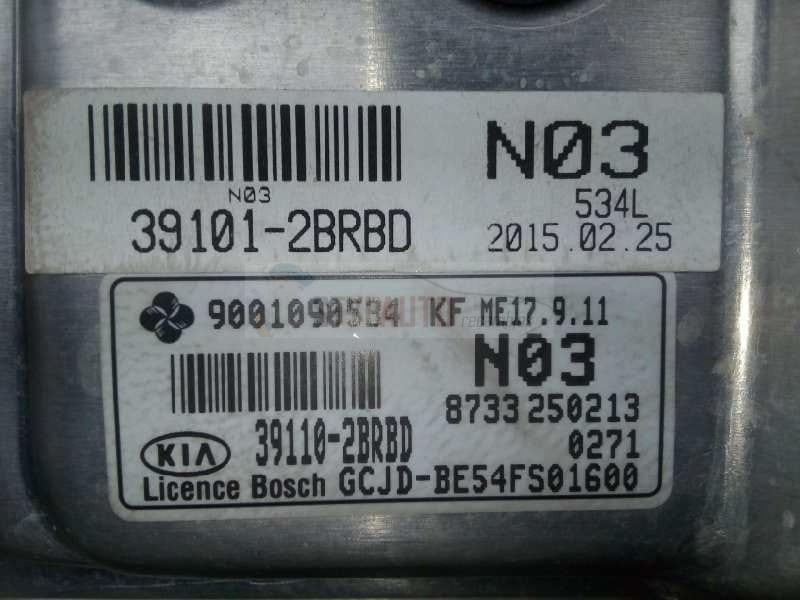 N03
N03
534L
39101-2BRBD
2015.02.25
9001090584 KF ME17.9.11
N03
8733 250213
39110-2BRBD
0271
KIA
Licence Bosch GCJD-BE54FS01600